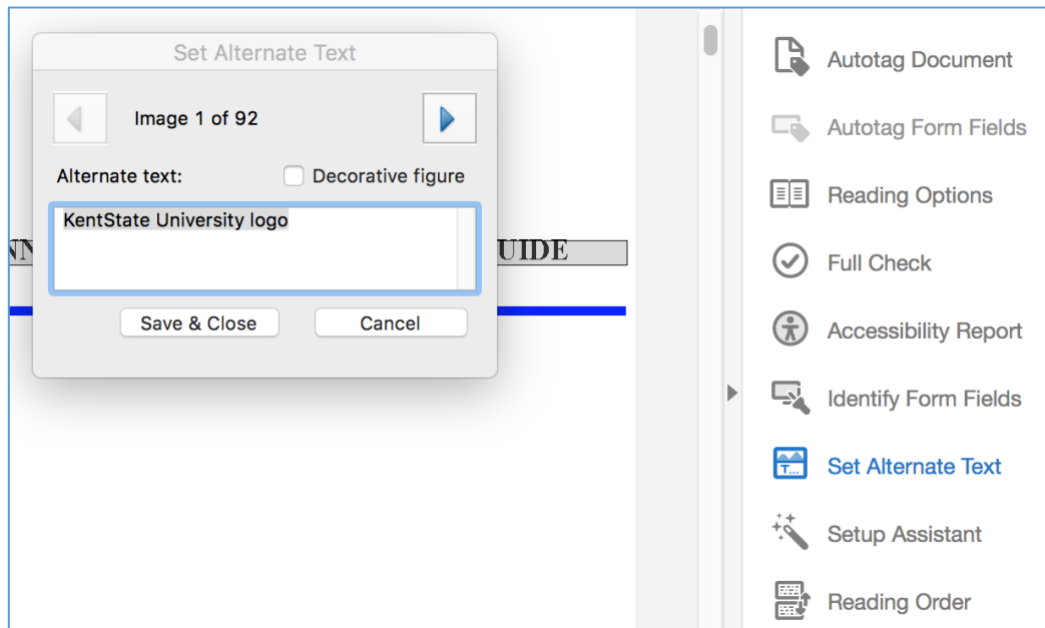 Set Alternate Text
Image 1 of 92
Alternate text:
Decorative figure
KentState University logo
UIDE
Save & Close
Cancel
Autotag Document
Autotag Form Fields
Reading Options
Full Check
Accessibility Report
Identify Form Fields
T...
Set Alternate Text
Setup Assistant
Reading Order